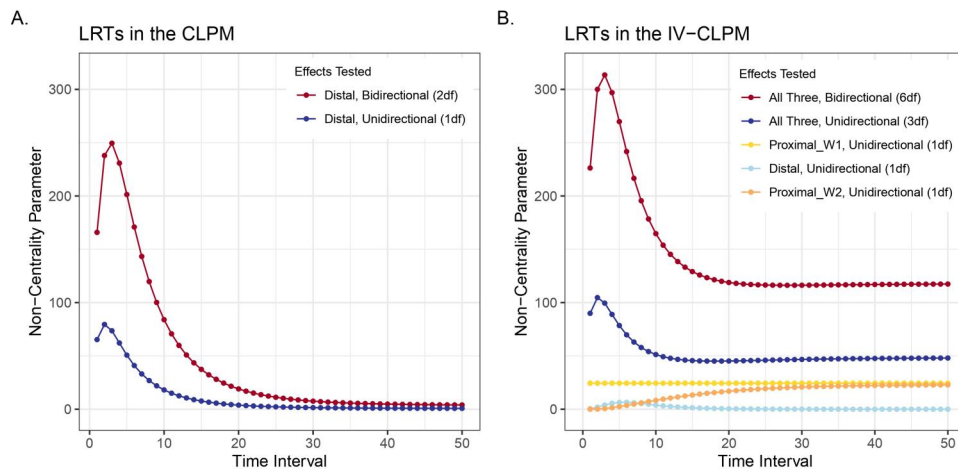 A.
LRTs in the CLPM
Effects Tested
Distal, Bidirectional (2df)
Distal, Unidirectional (1df)
Non−Centrality Parameter
300
200
100
0
0 10 20 30 40 50
Time Interval
B.
LRTs in the IV−CLPM
Effects Tested
All Three, Bidirectional (6df)
All Three, Unidirectional (3df)
Proximal_W1, Unidirectional (1df)
Distal, Unidirectional (1df)
Proximal_W2, Unidirectional (1df)
Non−Centrality Parameter
300
200
100
0
0 10 20 30 40 50
Time Interval